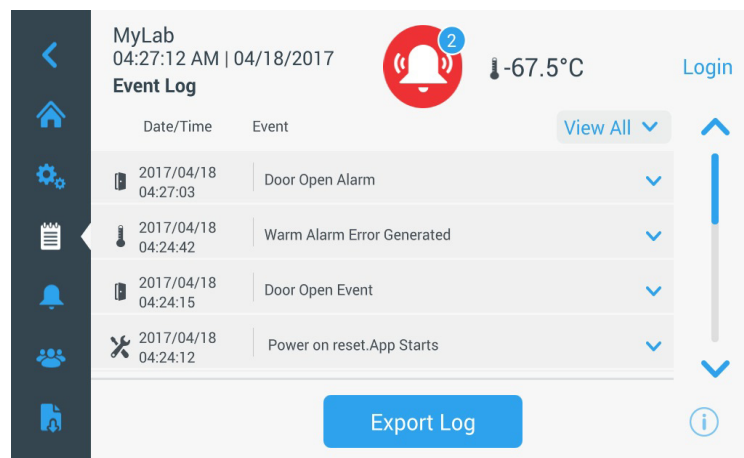 MyLab
04:27:12 AM | 04/18/2017
Event Log
2
-67.5°C
Login
Date/Time Event View All
2017/04/18
04:27:03
Door Open Alarm
2017/04/18
04:24:42
Warm Alarm Error Generated
2017/04/18
04:24:15
Door Open Event
2017/04/18
04:24:12
Power on reset.App Starts
Export Log
i